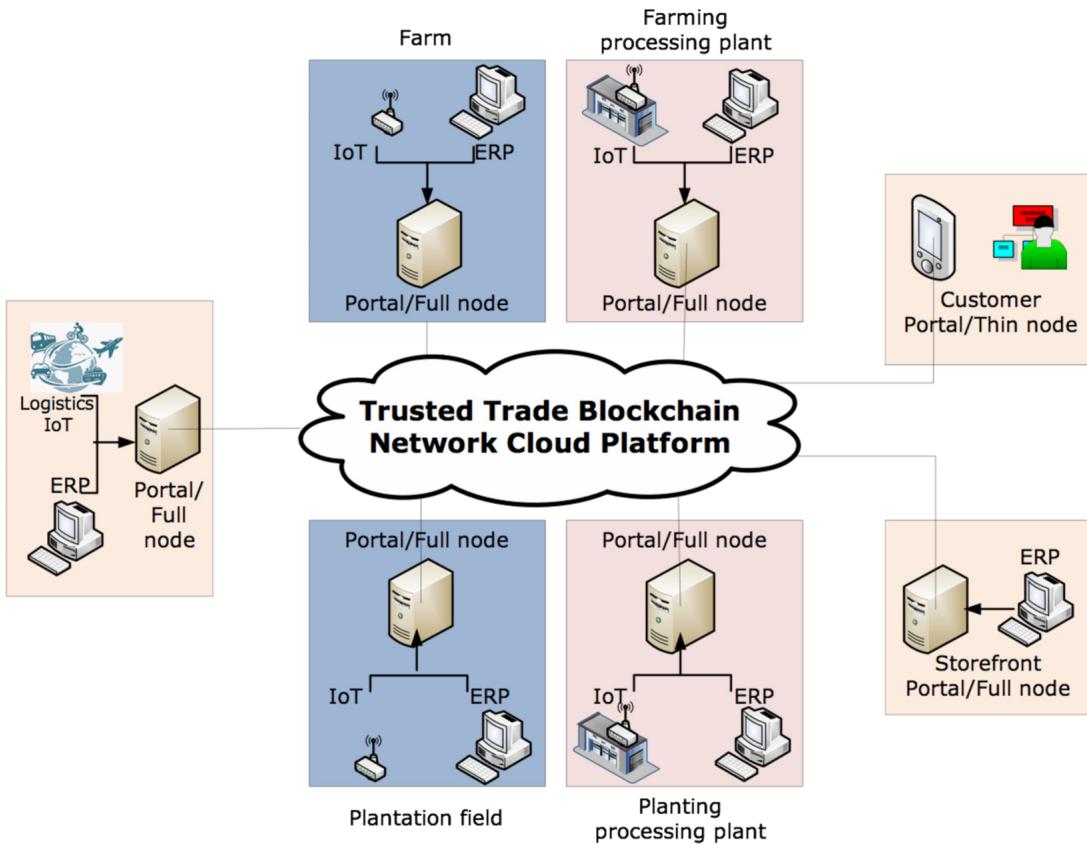 Farm
IoT
ERP
Portal/Full node
Farming
processing plant
IoT
ERP
Portal/Full node
Customer
Portal/Thin node
Logistics
IoT
ERP
Portal/
Full
node
Trusted Trade Blockchain
Network Cloud Platform
Portal/Full node
IoT
ERP
Plantation field
Portal/Full node
IoT
ERP
Planting
processing plant
ERP
Storefront
Portal/Full node